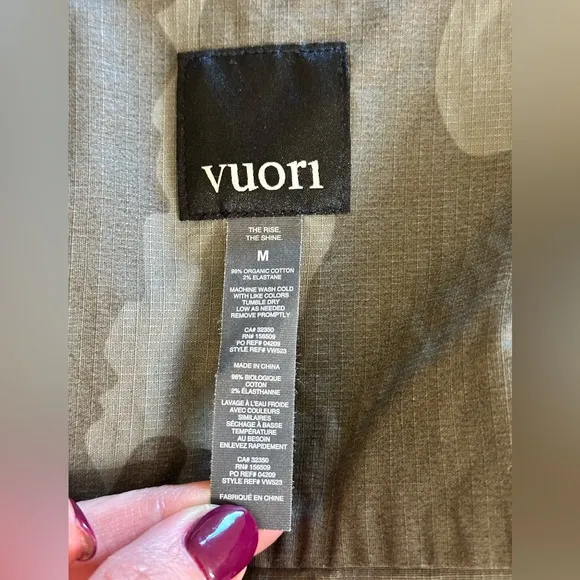 vuori
THE RISE.
THE SHINE.
M
98% ORGANIC COTTON
2% ELASTANE
MACHINE WASH COLD
WITH LIKE COLORS
TUMBLE DRY
LOW AS NEEDED
REMOVE PROMPTLY
CA# 32350
RN# 156509
PO REF# 04209
STYLE REF# VW523
MADE IN CHINA
98% BIOLOGIQUE
COTON
2% ÉLASTHANNE
LAVAGE À L'EAU FROIDE
AVEC COULEURS
SIMILAIRES
SÉCHAGE À BASSE
TEMPÉRATURE
AU BESOIN
ENLEVEZ RAPIDEMENT
CA# 32350
RN# 156509
PO REF# 04209
STYLE REF# VW523
FABRIQUÉ EN CHINE